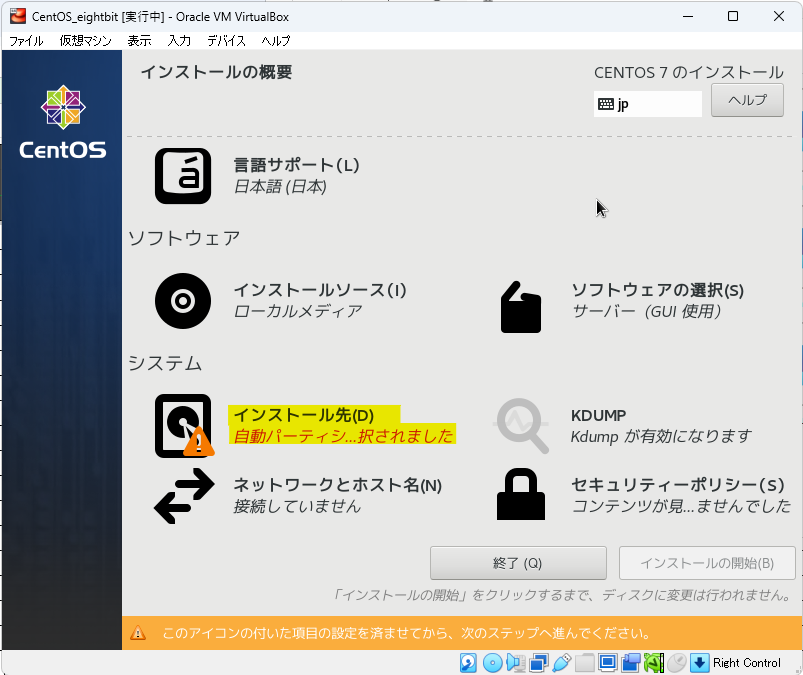 CentOS_eightbit [実行中] - Oracle VM VirtualBox
ファイル 仮想マシン 表示 入力 デバイス ヘルプ
CentOS
インストールの概要
CENTOS 7 のインストール
jp
ヘルプ
á
言語サポート(L)
日本語 (日本)
ソフトウェア
インストールソース(I)
ローカルメディア
ソフトウェアの選択(S)
サーバー（GUI 使用）
システム
インストール先(D)
自動パーティシ...択されました
KDUMP
Kdump が有効になります
ネットワークとホスト名(N)
接続していません
セキュリティーポリシー(S)
コンテンツが見...ませんでした
終了 (Q)
インストールの開始(B)
「インストールの開始」をクリックするまで、ディスクに変更は行われません。
このアイコンの付いた項目の設定を済ませてから、次のステップへ進んでください。
Right Control